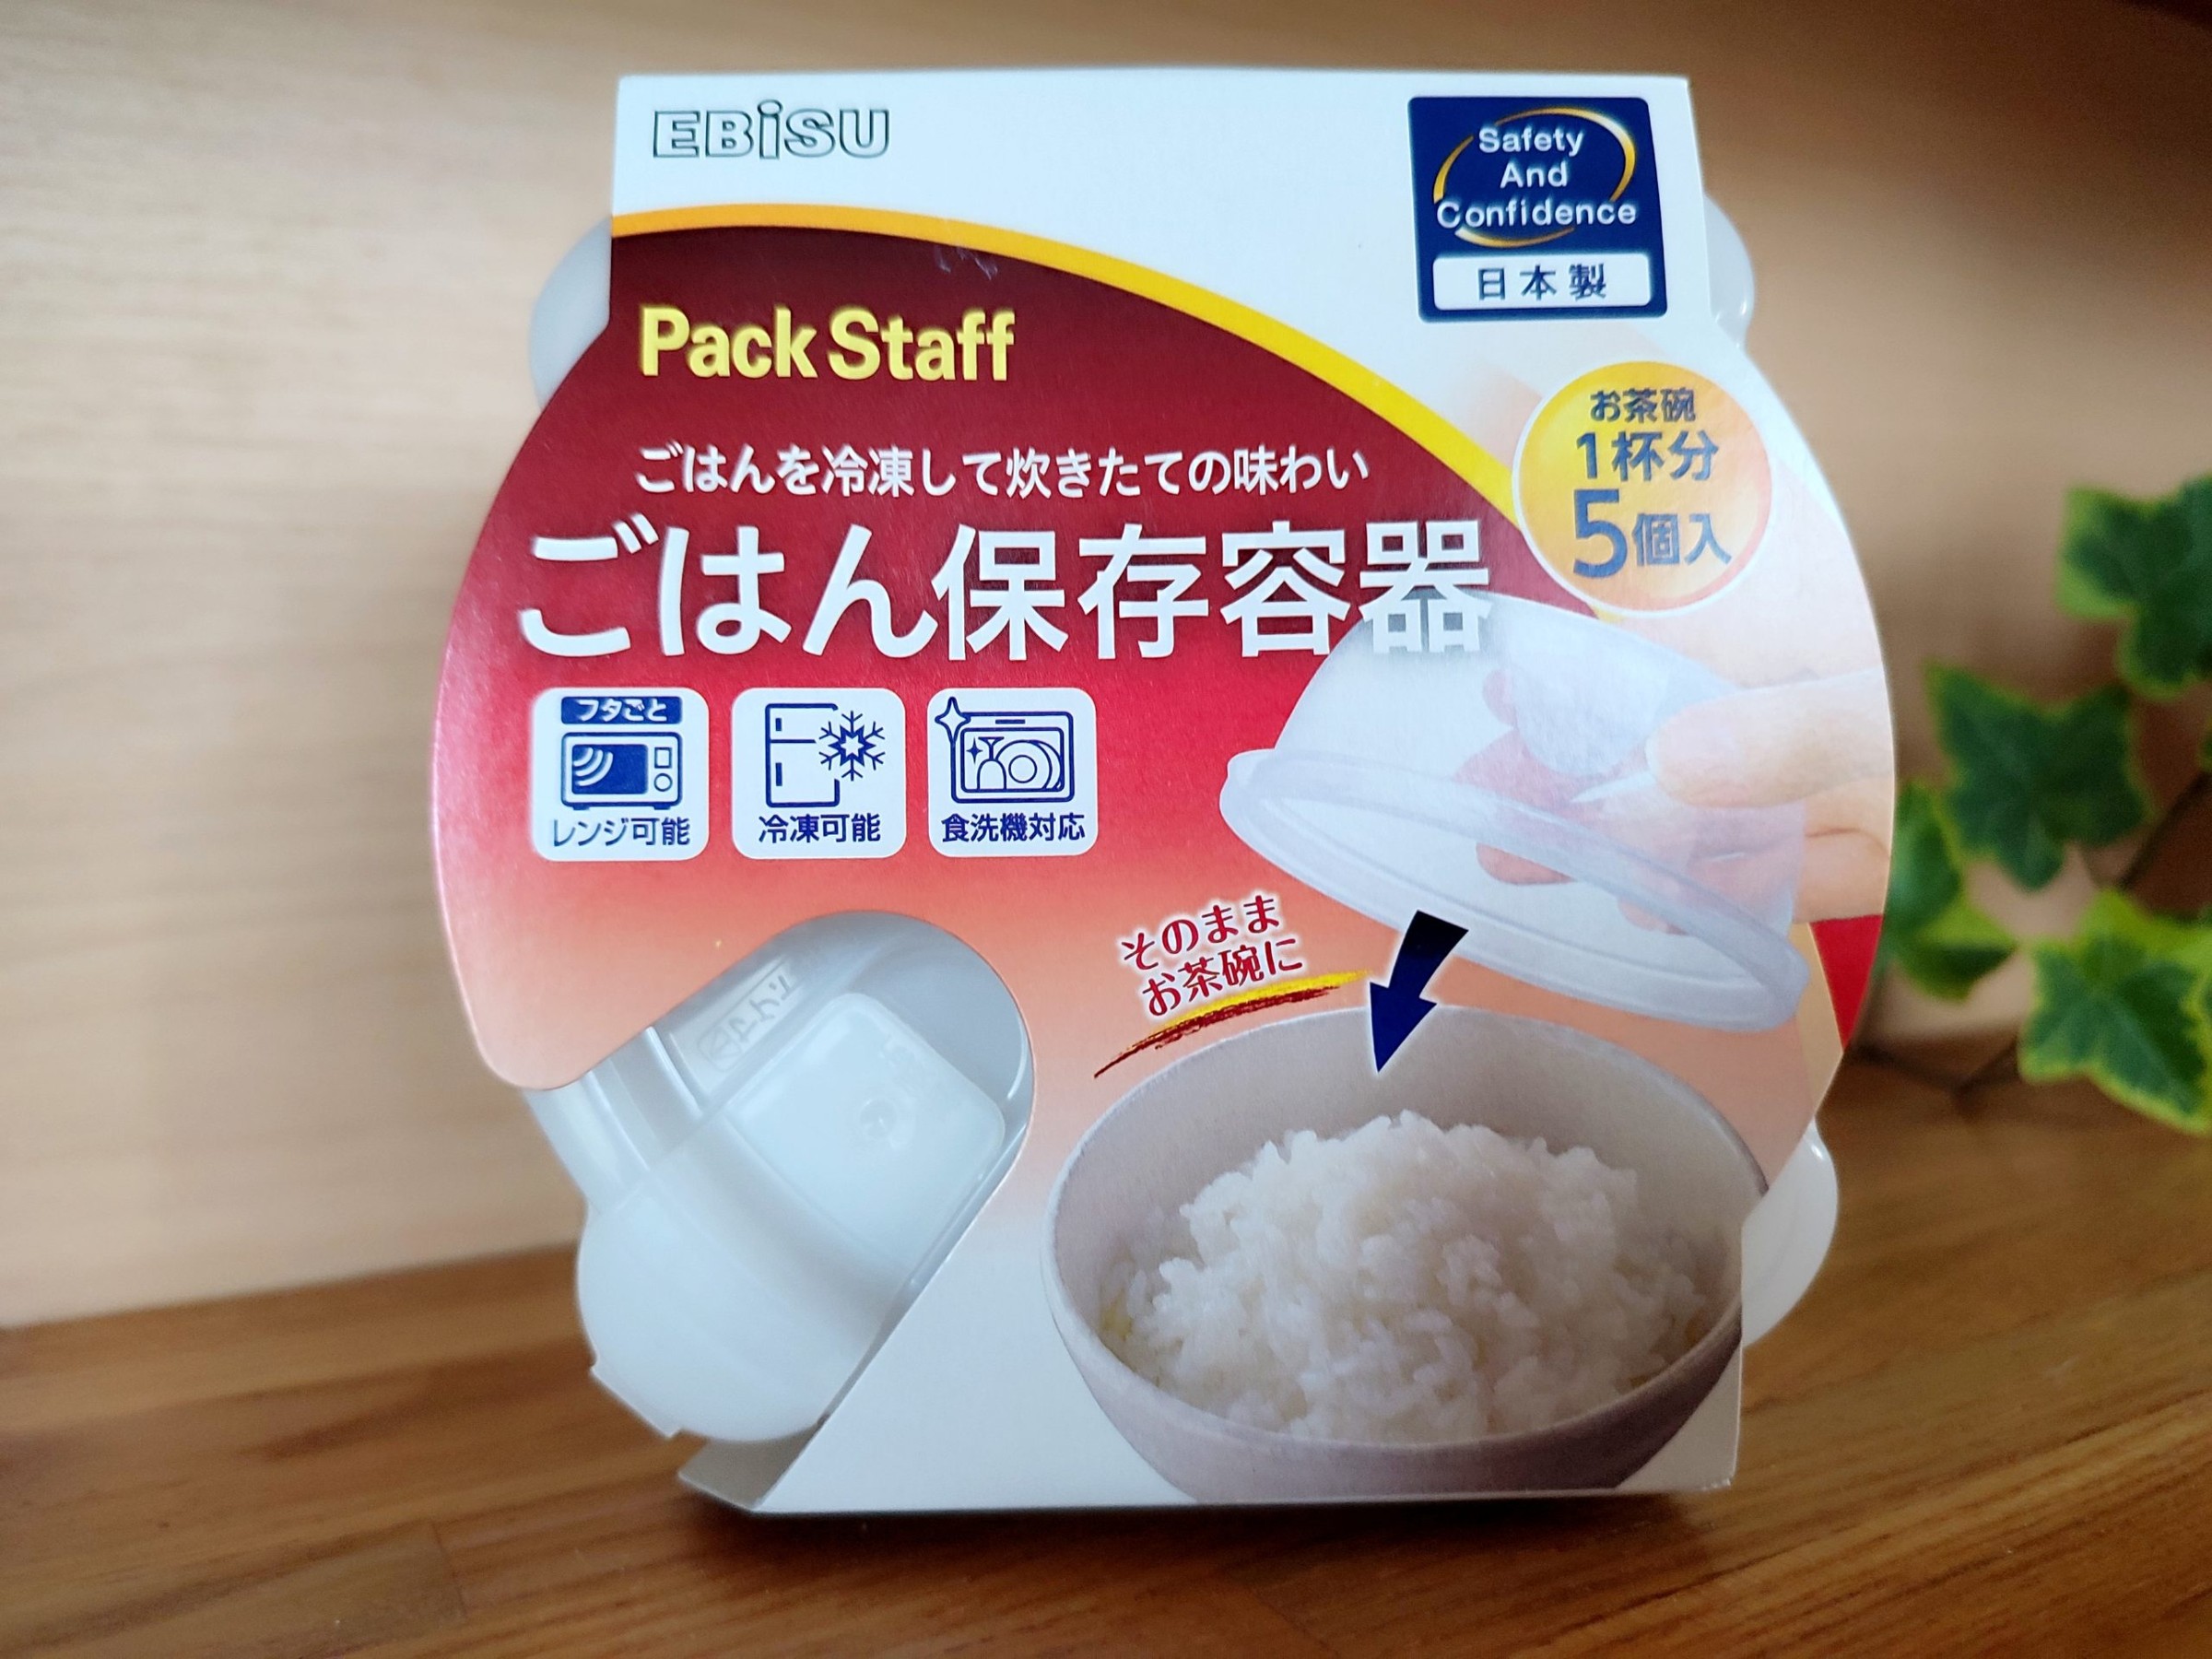 EBiSU
Safety
And
Confidence
日本製
Pack Staff
お茶碗
1杯分
5個入
ごはんを冷凍して炊きたての味わい
ごはん保存容器
フタごと
レンジ可能
冷凍可能
食洗機対応
そのまま
お茶碗に